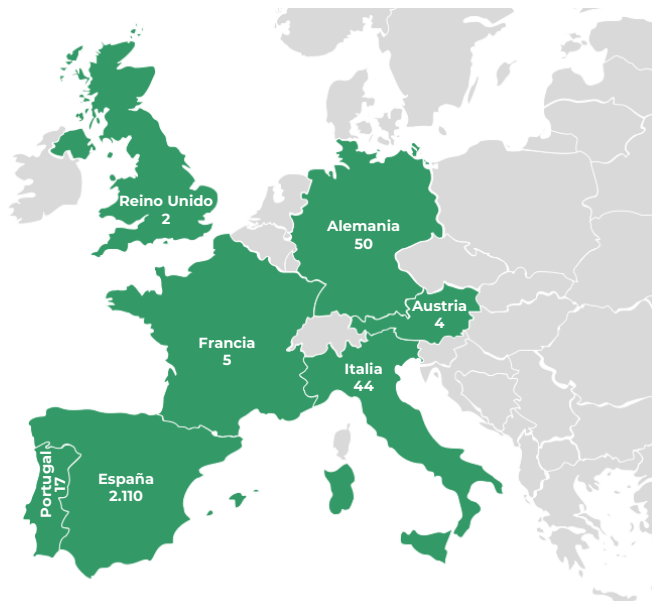 Reino Unido
2
Alemania
50
Austria
4
Francia
5
Italia
44
Portugal
17
España
2.110